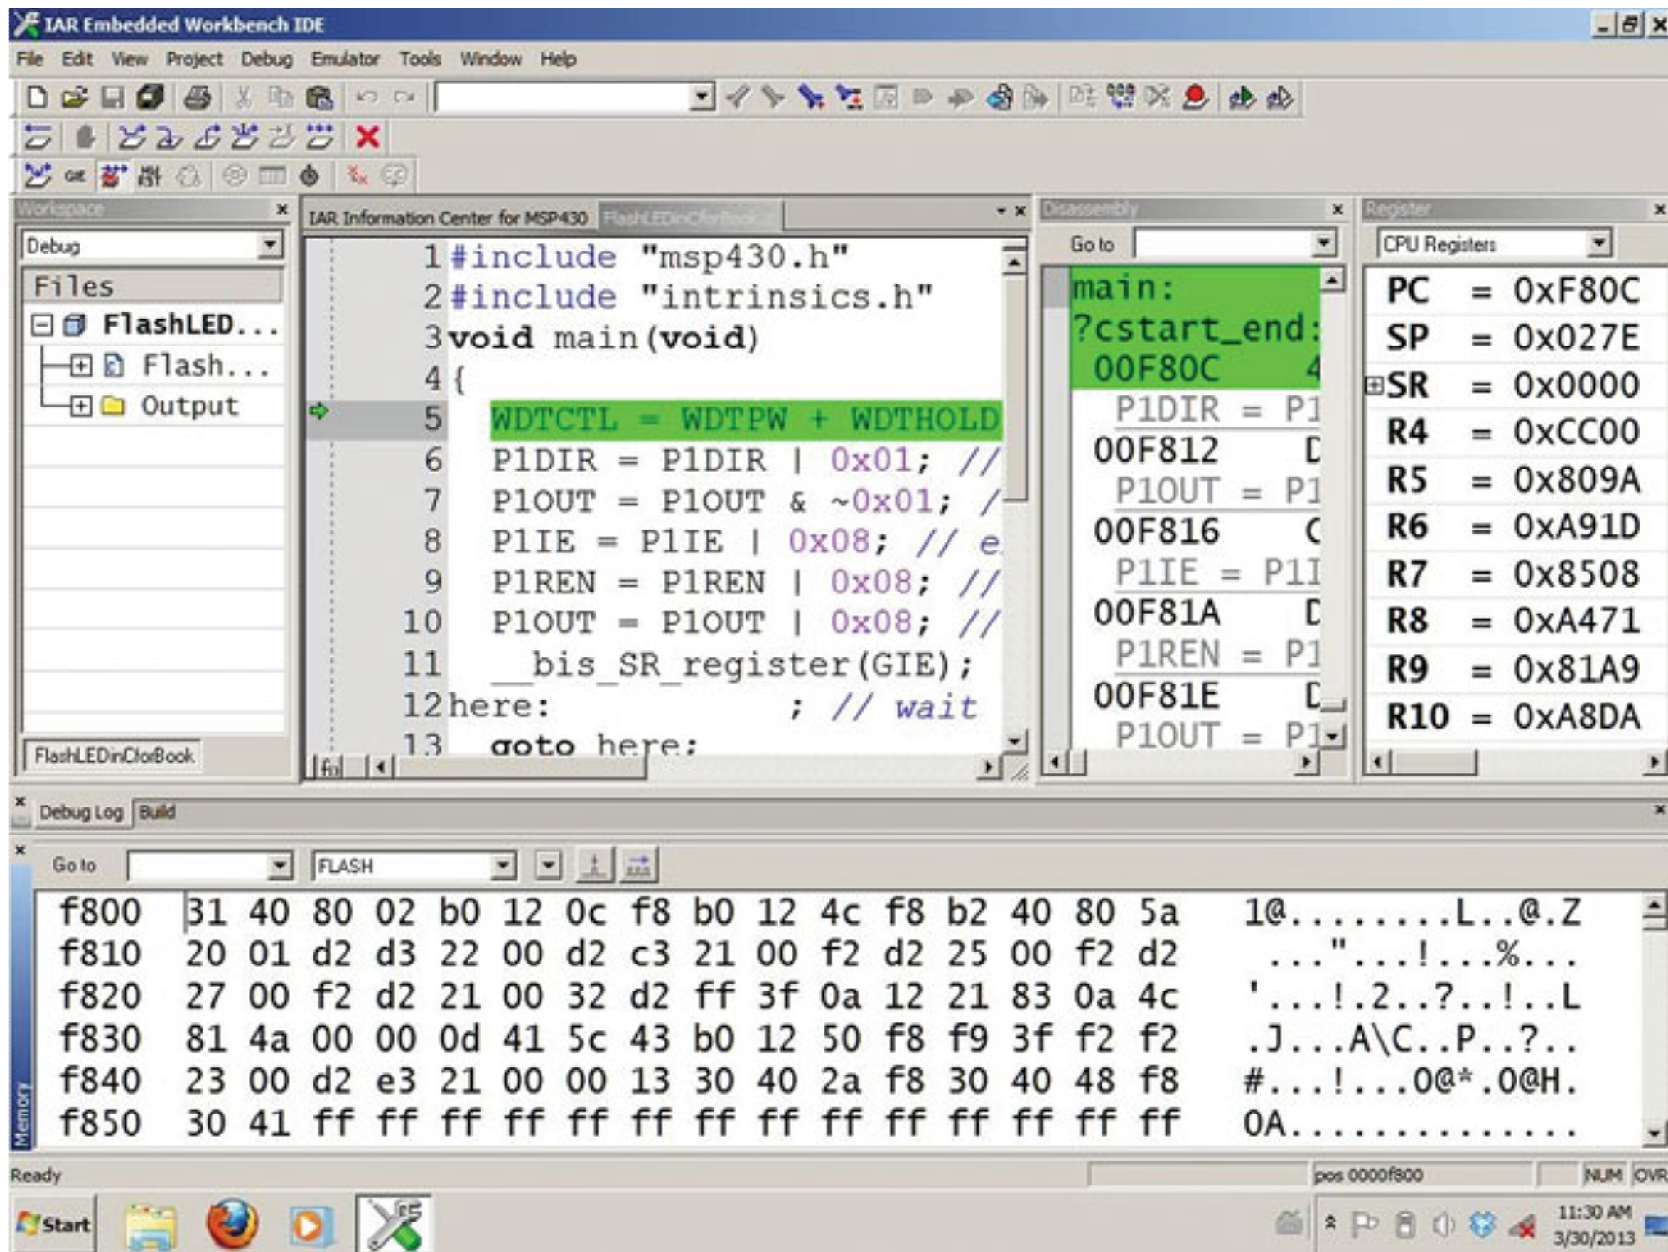 IAR Embedded Workbench IDE
File Edit View Project Debug Emulator Tools Window Help
GIE
Workspace
Debug
Files
FlashLED...
Flash...
Output
FlashLEDinCforBook
IAR Information Center for MSP430 FlashLEDinCforBook.c
1 #include "msp430.h"
2 #include "intrinsics.h"
3 void main(void)
4 {
5 WDTCTL = WDTPW + WDTHOLD
6 P1DIR = P1DIR | 0x01; //
7 P1OUT = P1OUT & ~0x01; /
8 P1IE = P1IE | 0x08; // e
9 P1REN = P1REN | 0x08; //
10 P1OUT = P1OUT | 0x08; //
11 __bis_SR_register(GIE);
12 here: ; // wait
13 goto here;
Disassembly
Go to
main:
?cstart_end:
00F80C 4
P1DIR = P1
00F812 D
P1OUT = P1
00F816 C
P1IE = P1I
00F81A D
P1REN = P1
00F81E D
P1OUT = P1
Register
CPU Registers
PC = 0xF80C
SP = 0x027E
SR = 0x0000
R4 = 0xCC00
R5 = 0x809A
R6 = 0xA91D
R7 = 0x8508
R8 = 0xA471
R9 = 0x81A9
R10 = 0xA8DA
Debug Log Build
Go to FLASH
f800 31 40 80 02 b0 12 0c f8 b0 12 4c f8 b2 40 80 5a 1@........L..@.Z
f810 20 01 d2 d3 22 00 d2 c3 21 00 f2 d2 25 00 f2 d2 ..."...!...%...
f820 27 00 f2 d2 21 00 32 d2 ff 3f 0a 12 21 83 0a 4c '...!.2..?..!..L
f830 81 4a 00 00 0d 41 5c 43 b0 12 50 f8 f9 3f f2 f2 .J...A\C..P..?..
f840 23 00 d2 e3 21 00 00 13 30 40 2a f8 30 40 48 f8 #...!...0@*.0@H.
f850 30 41 ff ff ff ff ff ff ff ff ff ff ff ff ff ff 0A..............
Memory
Ready pos 0000f800 NUM OVR
Start 11:30 AM
3/30/2013